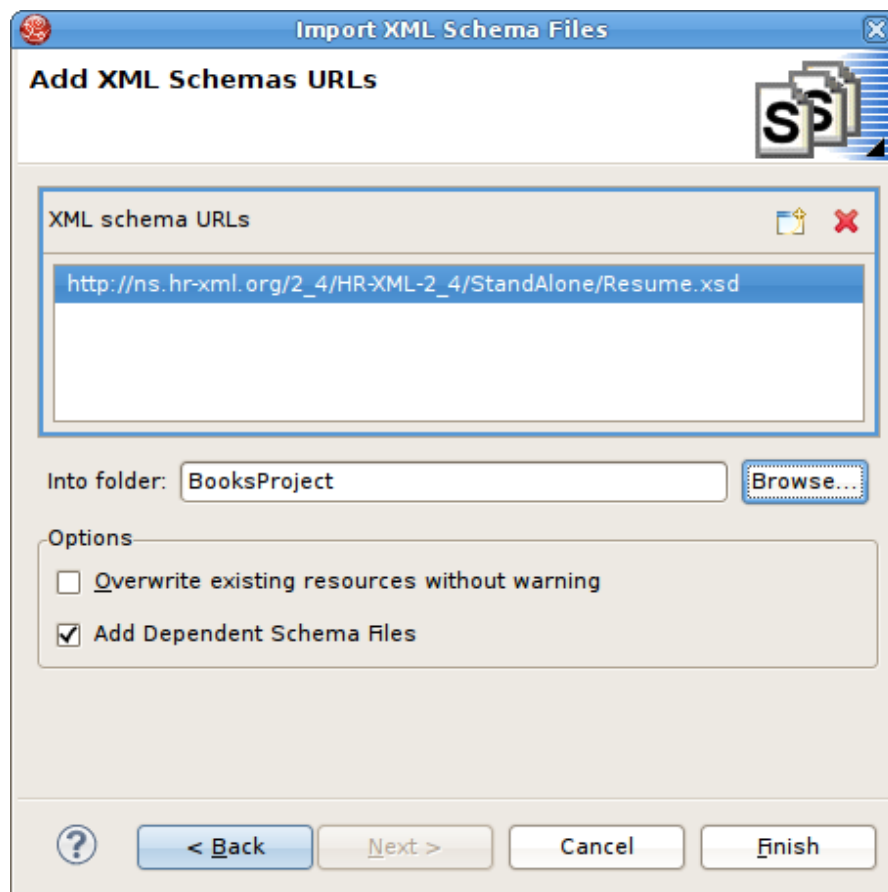 Import XML Schema Files
Add XML Schemas URLs
XML schema URLs
http://ns.hr-xml.org/2_4/HR-XML-2_4/StandAlone/Resume.xsd
Into folder: BooksProject Browse...
Options
Overwrite existing resources without warning
Add Dependent Schema Files
< Back Next > Cancel Finish